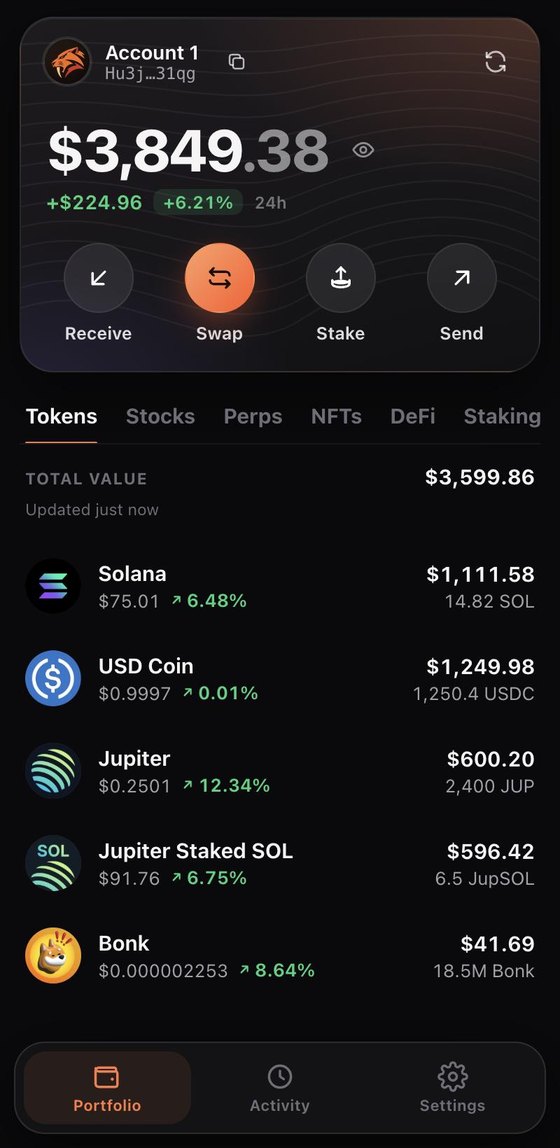 Account 1
Hu3j…31qg
$3,849.38
+$224.96 +6.21% 24h
Receive Swap Stake Send
Tokens Stocks Perps NFTs DeFi Staking
TOTAL VALUE $3,599.86
Updated just now
Solana $1,111.58
$75.01 6.48% 14.82 SOL
USD Coin $1,249.98
$0.9997 0.01% 1,250.4 USDC
Jupiter $600.20
$0.2501 12.34% 2,400 JUP
SOL
Jupiter Staked SOL $596.42
$91.76 6.75% 6.5 JupSOL
Bonk $41.69
$0.000002253 8.64% 18.5M Bonk
Portfolio Activity Settings